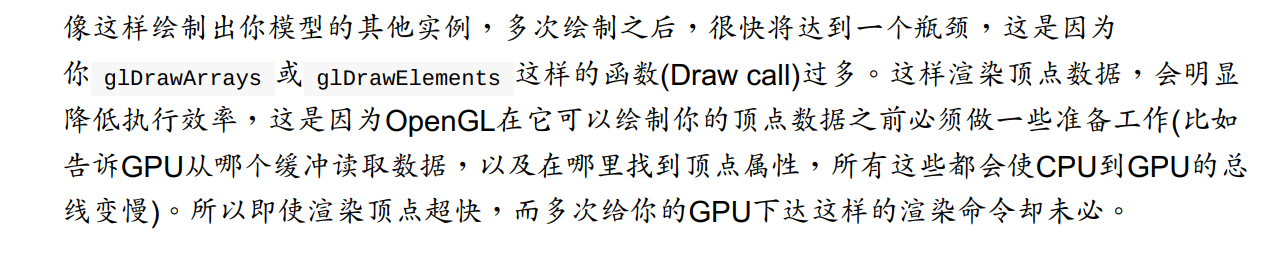 像这样绘制出你模型的其他实例，多次绘制之后，很快将达到一个瓶颈，这是因为
你 glDrawArrays 或 glDrawElements 这样的函数(Draw call)过多。这样渲染顶点数据，会明显
降低执行效率，这是因为OpenGL在它可以绘制你的顶点数据之前必须做一些准备工作(比如
告诉GPU从哪个缓冲读取数据，以及在哪里找到顶点属性，所有这些都会使CPU到GPU的总
线变慢)。所以即使渲染顶点超快，而多次给你的GPU下达这样的渲染命令却未必。